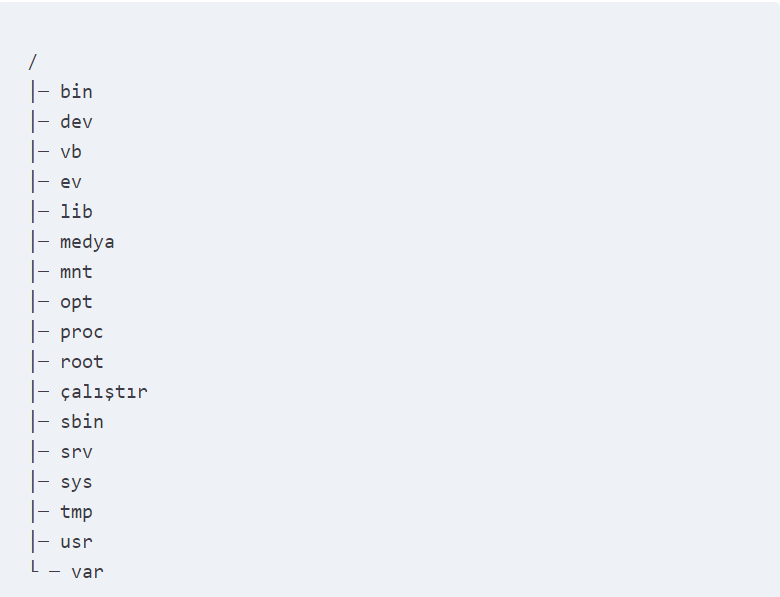 /
├─ bin
├─ dev
├─ vb
├─ ev
├─ lib
├─ medya
├─ mnt
├─ opt
├─ proc
├─ root
├─ çalıştır
├─ sbin
├─ srv
├─ sys
├─ tmp
├─ usr
└ ─ var